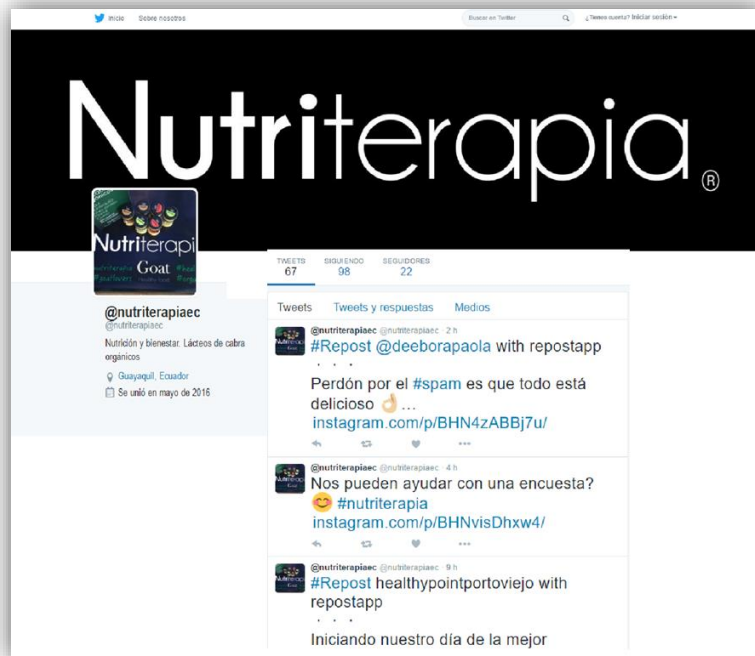 Inicio Sobre nosotros Buscar en Twitter ¿Tienes cuenta? Iniciar sesión
Nutriterapia®
Nutriterapi
Goat
TWEETS SIGUIENDO SEGUIDORES
67 98 22
@nutriterapiaec
@nutriterapiaec
Nutrición y bienestar. Lácteos de cabra
orgánicos
Guayaquil, Ecuador
Se unió en mayo de 2016
Tweets Tweets y respuestas Medios
@nutriterapiaec @nutriterapiaec · 2 h
#Repost @deeborapaola with repostapp
・・・
Perdón por el #spam es que todo está
delicioso 👌🏻...
instagram.com/p/BHN4zABBj7u/
@nutriterapiaec @nutriterapiaec · 4 h
Nos pueden ayudar con una encuesta?
😊 #nutriterapia
instagram.com/p/BHNvisDhxw4/
@nutriterapiaec @nutriterapiaec · 9 h
#Repost healthypointportoviejo with
repostapp
・・・
Iniciando nuestro día de la mejor